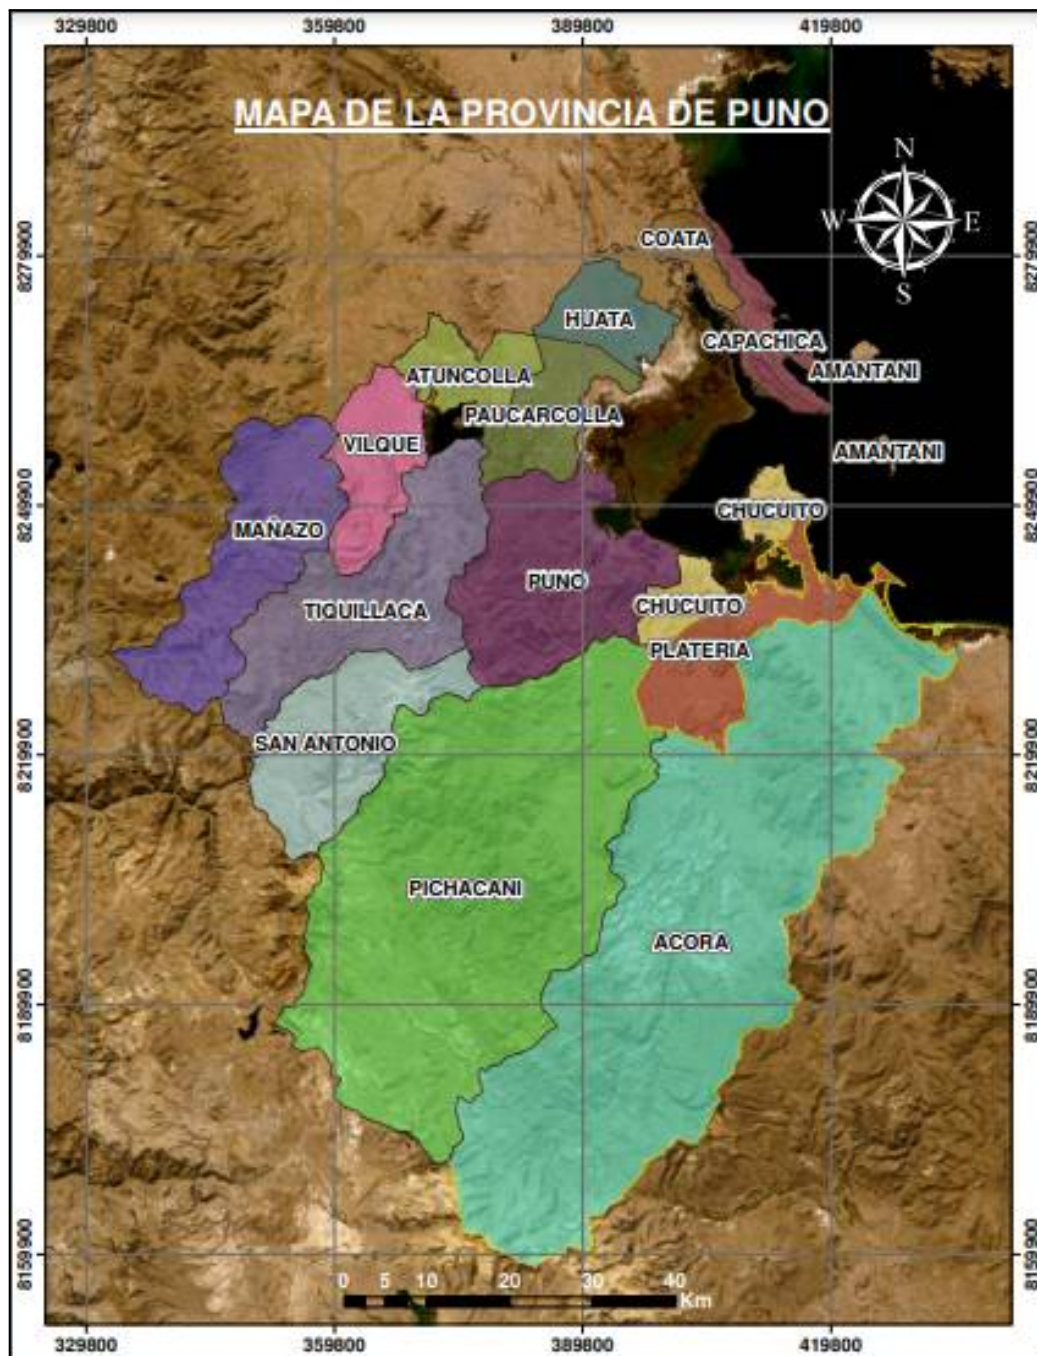 329800 359800 389800 419800
MAPA DE LA PROVINCIA DE PUNO
N
W E
S
COATA
8279900 8279900
HUATA
CAPACHICA
AMANTANI
ATUNCOLLA
PAUCARCOLLA
VILQUE
AMANTANI
8249900 8249900
CHUCUITO
MAÑAZO
PUNO
TIQUILLACA
CHUCUITO
PLATERIA
SAN ANTONIO
8219900 8219900
PICHACANI
ACORA
8189900 8189900
8159900 8159900
0 5 10 20 30 40
Km
329800 359800 389800 419800